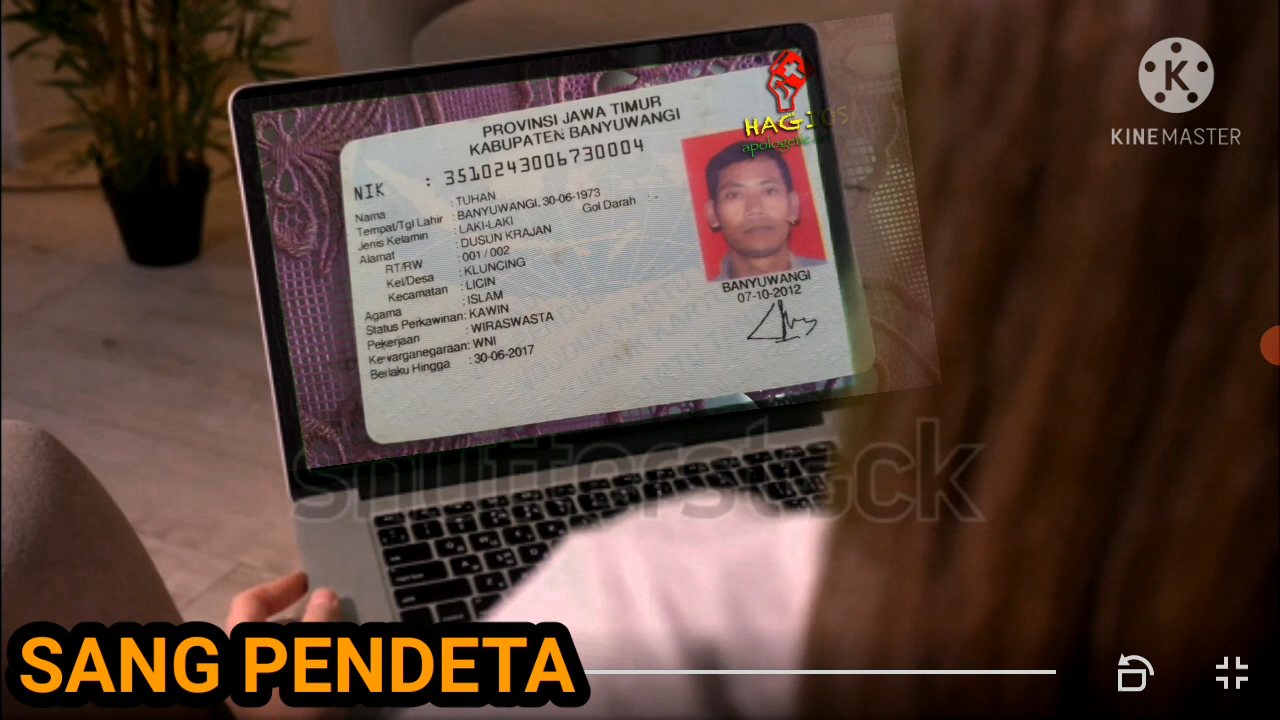 PROVINSI JAWA TIMUR
KABUPATEN BANYUWANGI
NIK : 3510243006730004
Nama : TUHAN
Tempat/Tgl Lahir : BANYUWANGI. 30-06-1973
Jenis Kelamin : LAKI-LAKI Gol Darah : -
Alamat : DUSUN KRAJAN
RT/RW : 001 / 002
Kel/Desa : KLUNCING
Kecamatan : LICIN
Agama : ISLAM
Status Perkawinan: KAWIN
Pekerjaan : WIRASWASTA
Kewarganegaraan: WNI
Berlaku Hingga : 30-06-2017
BANYUWANGI
07-10-2012
HAGIOS
K
KINEMASTER
shutterstock
SANG PENDETA